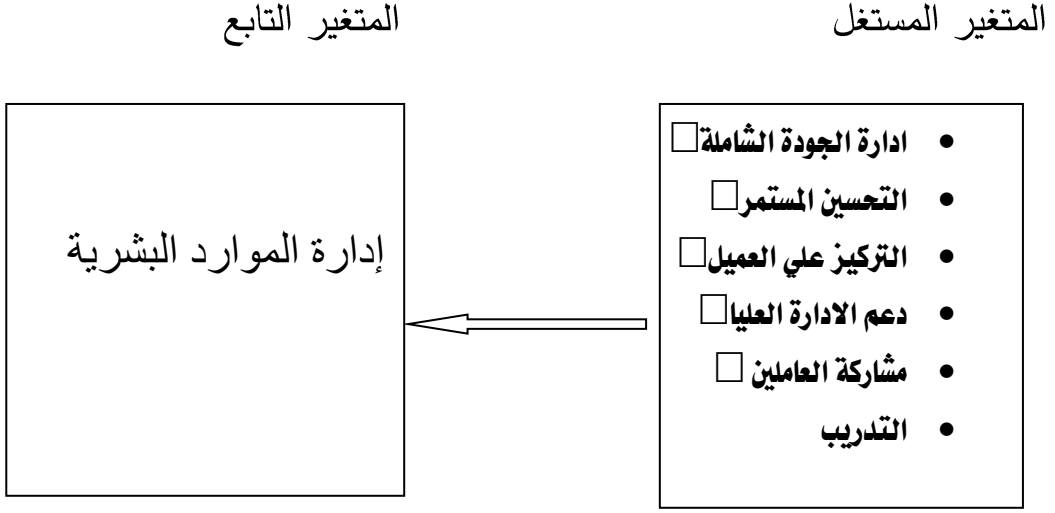 المتغير المستغل
المتغير التابع
• ادارة الجودة الشاملة□
• التحسين المستمر□
• التركيز علي العميل□
• دعم الادارة العليا□
• مشاركة العاملين □
• التدريب
إدارة الموارد البشرية